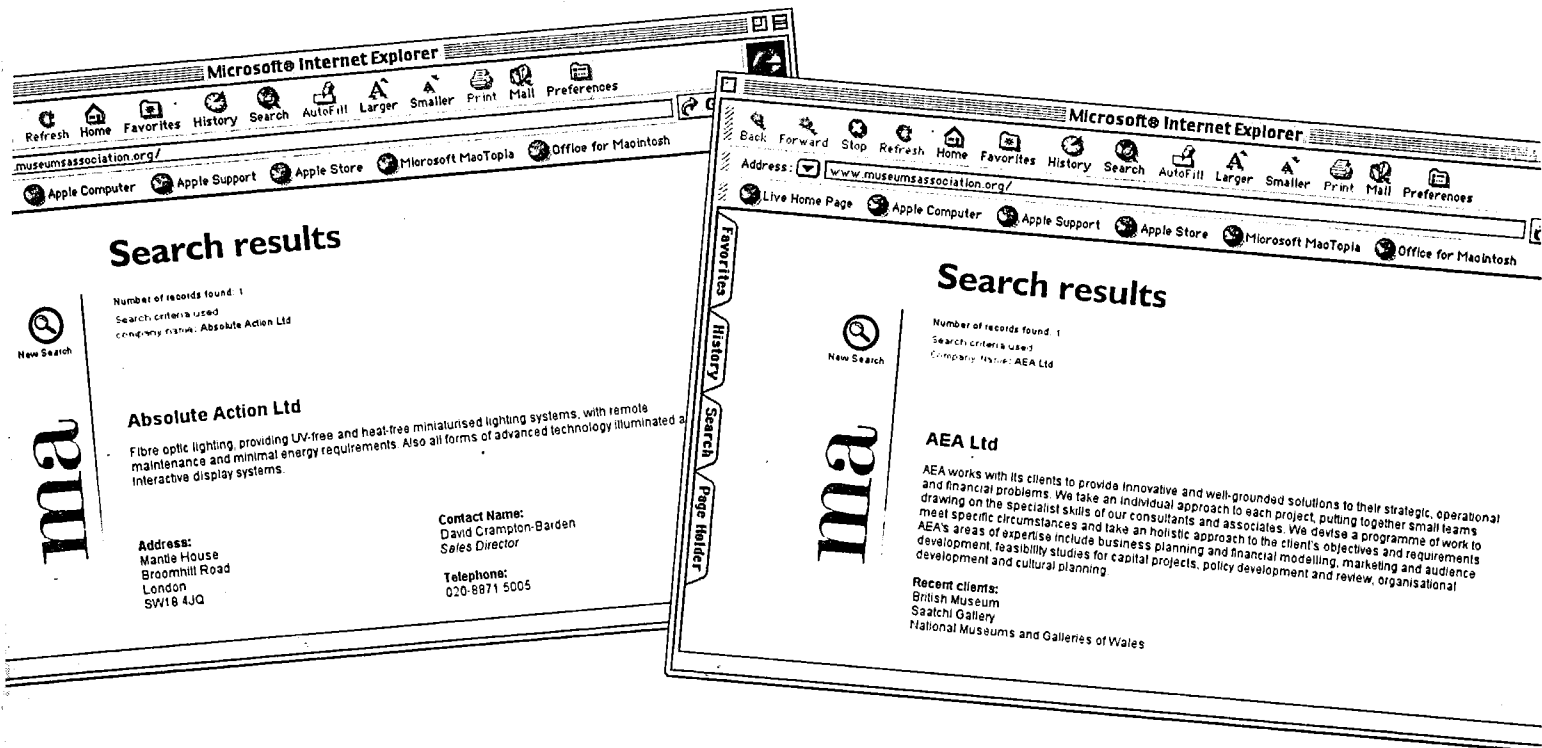 Microsoft® Internet Explorer
Refresh Home Favorites History Search AutoFill Larger Smaller Print Mail Preferences
.museumsassociation.org/
Apple Computer Apple Support Apple Store Microsoft MacTopia Office for Macintosh
Search results
Number of records found: 1
Search criteria used
company name: Absolute Action Ltd
New Search
ma
Absolute Action Ltd
Fibre optic lighting, providing UV-free and heat-free miniaturised lighting systems, with remote
maintenance and minimal energy requirements. Also all forms of advanced technology illuminated a
interactive display systems.
Address:
Mantle House
Broomhill Road
London
SW18 4JQ
Contact Name:
David Crampton-Barden
Sales Director
Telephone:
020-8871 5005
Microsoft® Internet Explorer
Back Forward Stop Refresh Home Favorites History Search AutoFill Larger Smaller Print Mail Preferences
Address: www.museumsassociation.org/
Live Home Page Apple Computer Apple Support Apple Store Microsoft MacTopia Office for Macintosh
Favorites
History
Search
Page Holder
Search results
Number of records found: 1
Search criteria used
Company Name: AEA Ltd
New Search
ma
AEA Ltd
AEA works with its clients to provide innovative and well-grounded solutions to their strategic, operational
and financial problems. We take an individual approach to each project, putting together small teams
drawing on the specialist skills of our consultants and associates. We devise a programme of work to
meet specific circumstances and take an holistic approach to the client's objectives and requirements
AEA's areas of expertise include business planning and financial modelling, marketing and audience
development, feasibility studies for capital projects, policy development and review, organisational
development and cultural planning.
Recent clients:
British Museum
Saatchi Gallery
National Museums and Galleries of Wales